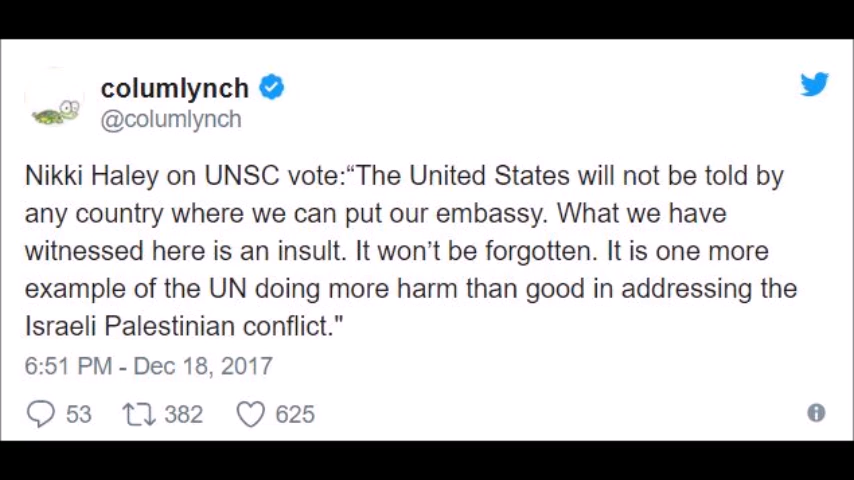 columlynch
@columlynch
Nikki Haley on UNSC vote:“The United States will not be told by
any country where we can put our embassy. What we have
witnessed here is an insult. It won’t be forgotten. It is one more
example of the UN doing more harm than good in addressing the
Israeli Palestinian conflict."
6:51 PM - Dec 18, 2017
53 382 625